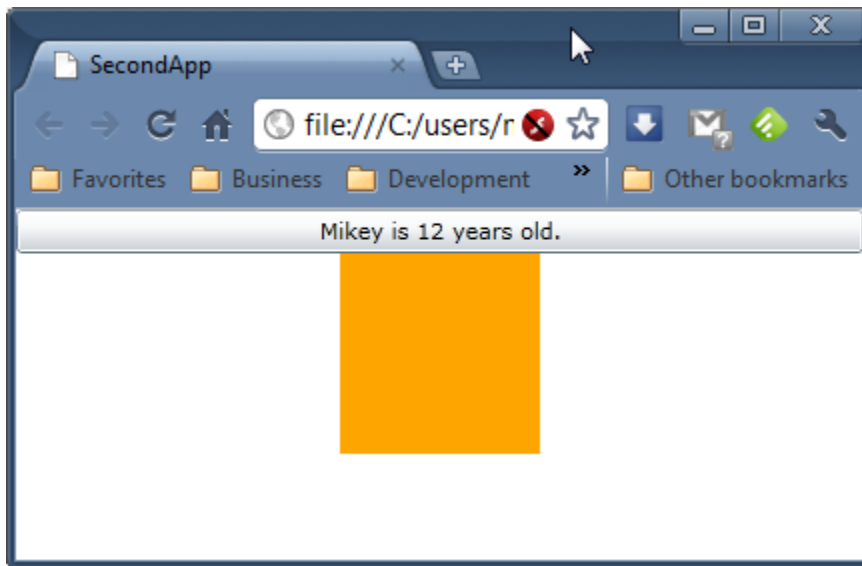 SecondApp
file:///C:/users/r
Favorites Business Development » Other bookmarks
Mikey is 12 years old.